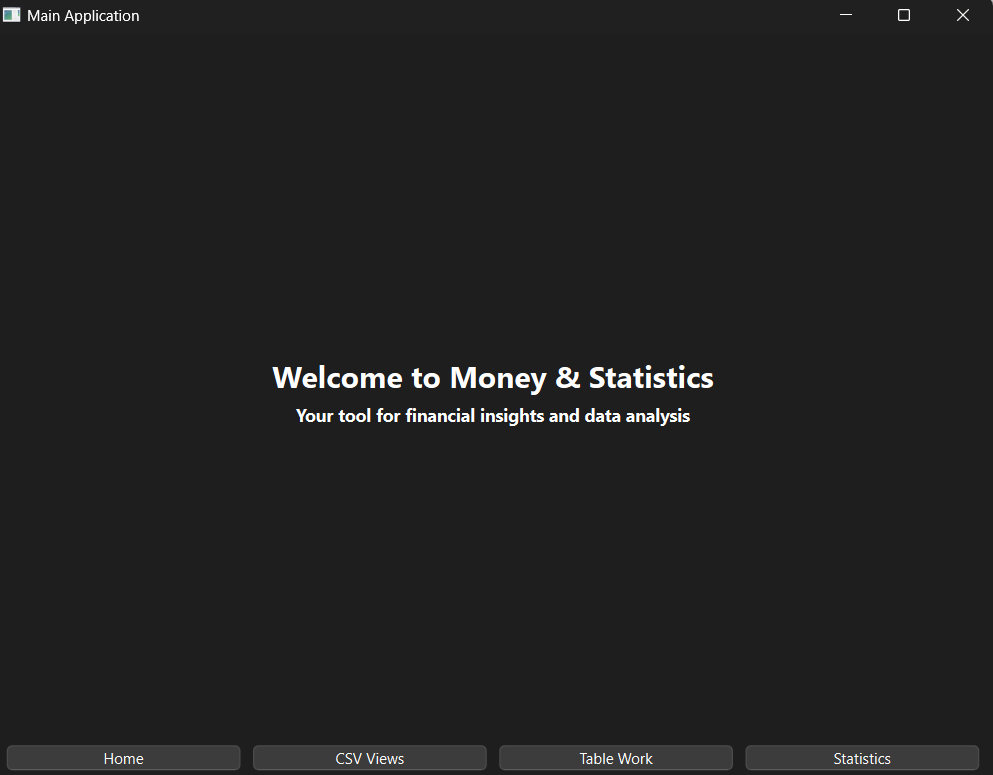 Main Application
Welcome to Money & Statistics
Your tool for financial insights and data analysis
Home
CSV Views
Table Work
Statistics